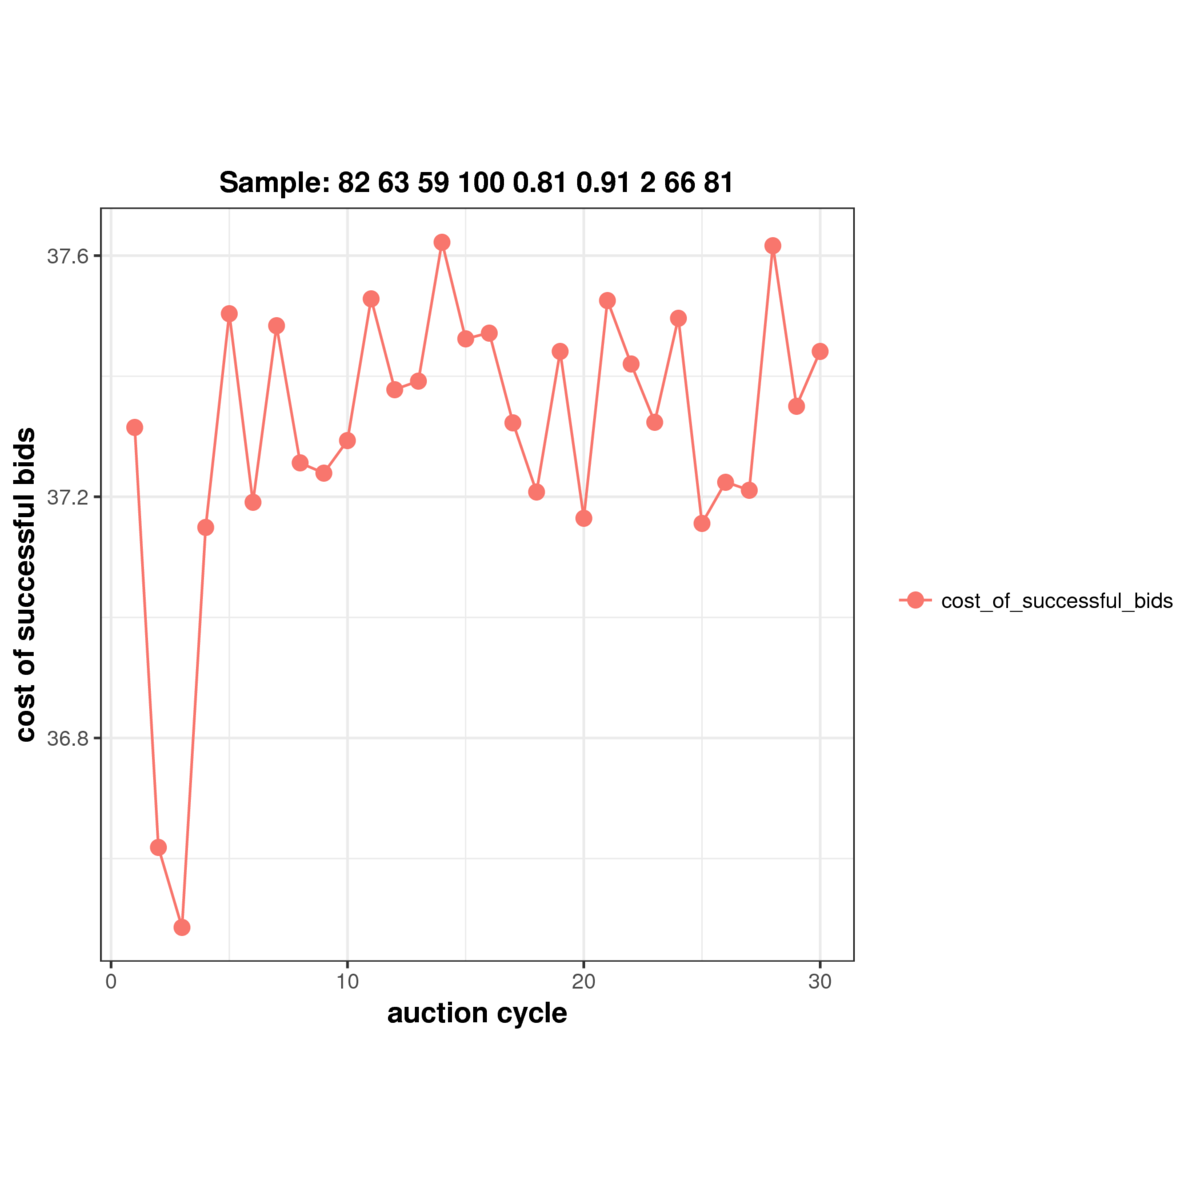 Sample: 82 63 59 100 0.81 0.91 2 66 81
37.6
37.2
36.8
cost of successful bids
0 10 20 30
auction cycle
cost_of_successful_bids